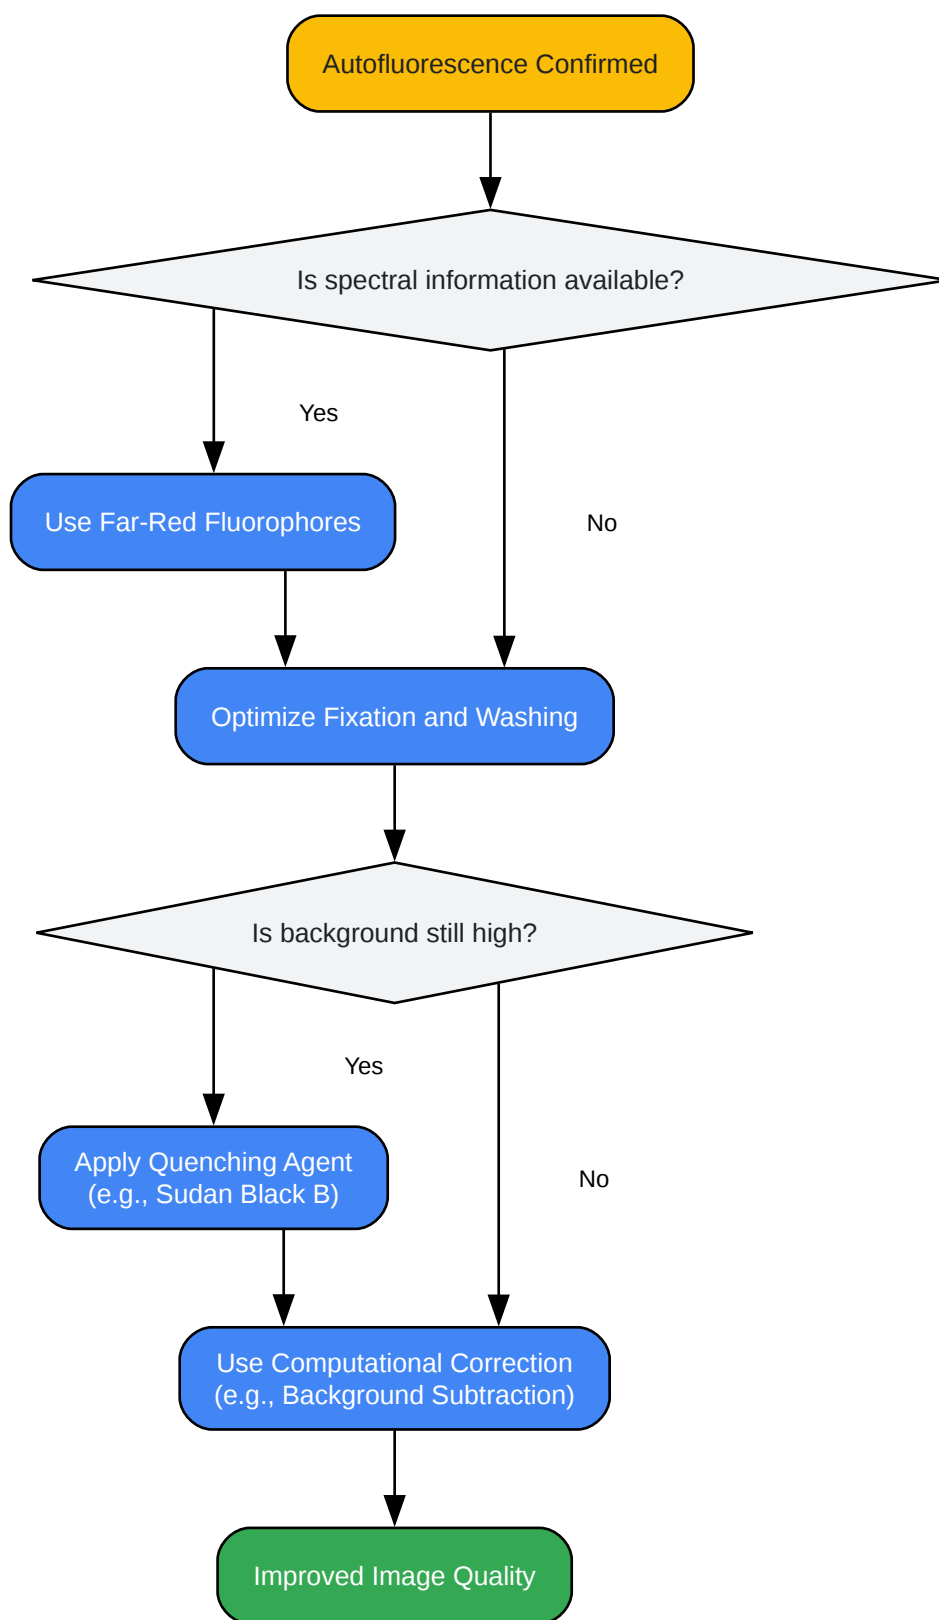 Autofluorescence Confirmed
Is spectral information available?
Yes
Use Far-Red Fluorophores
No
Optimize Fixation and Washing
Is background still high?
Yes
Apply Quenching Agent
(e.g., Sudan Black B)
No
Use Computational Correction
(e.g., Background Subtraction)
Improved Image Quality